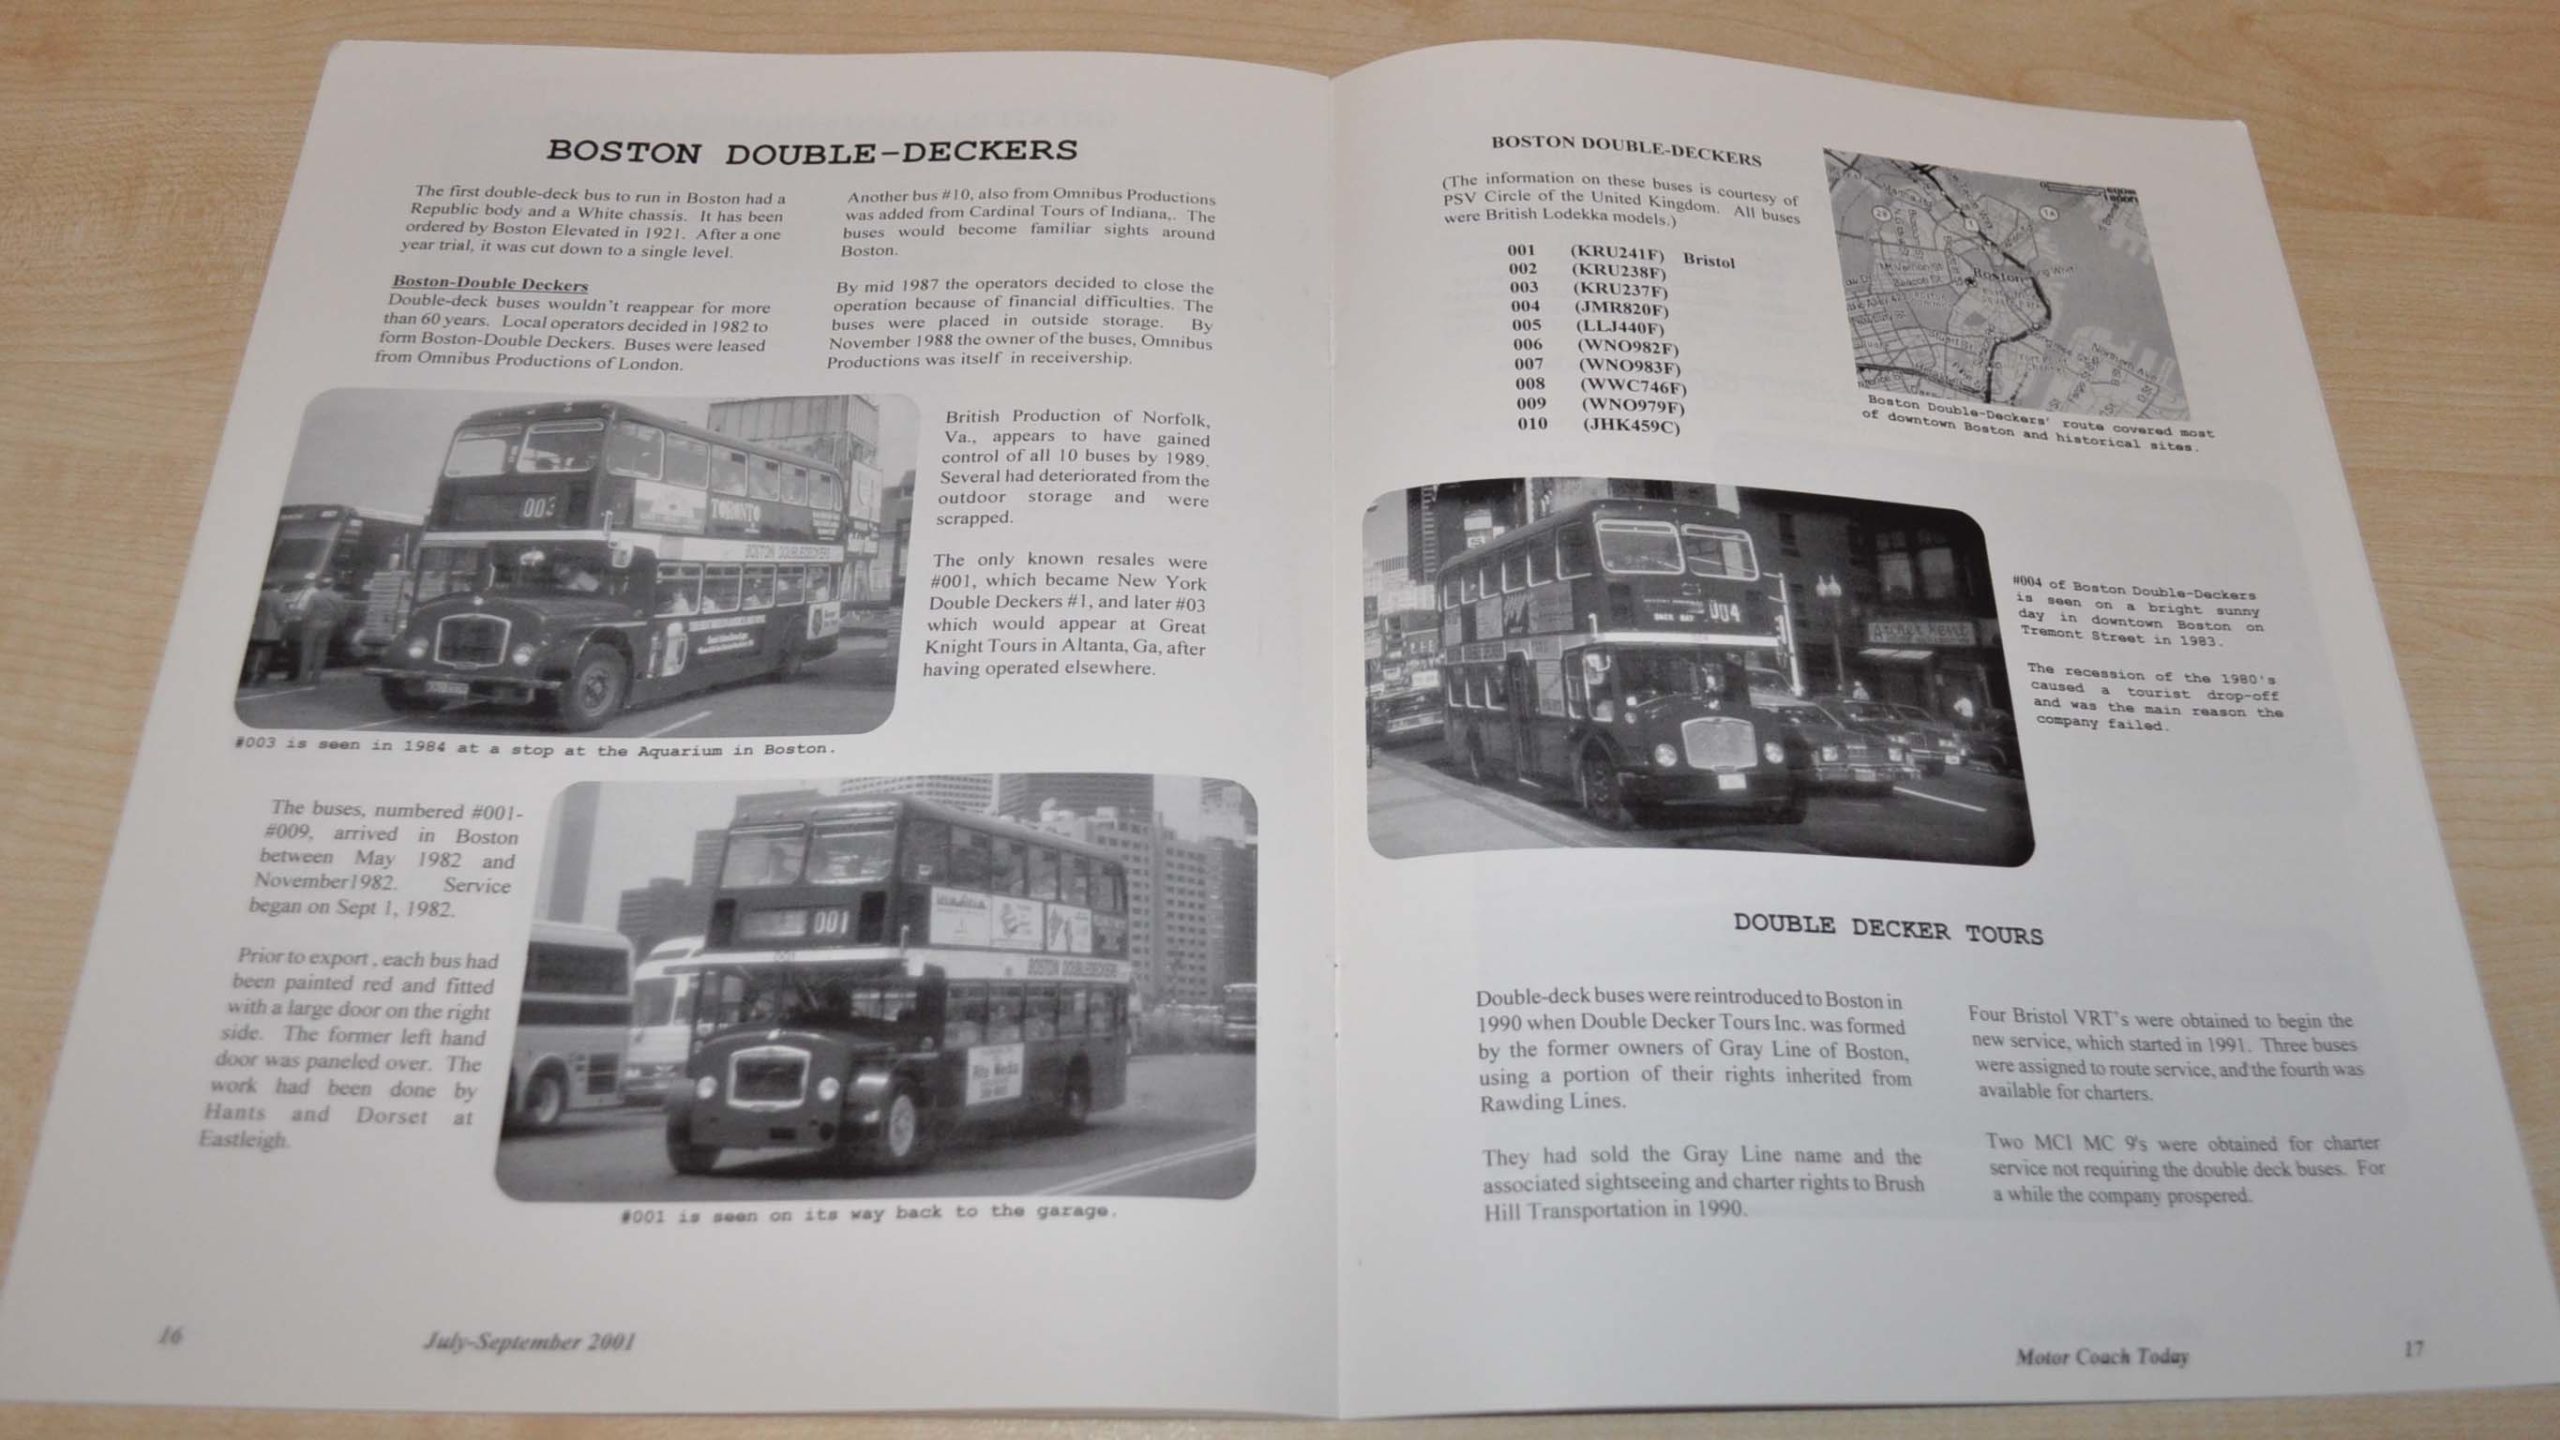 BOSTON DOUBLE-DECKERS
The first double-deck bus to run in Boston had a
Republic body and a White chassis. It has been
ordered by Boston Elevated in 1921. After a one
year trial, it was cut down to a single level.
Boston-Double Deckers
Double-deck buses wouldn't reappear for more
than 60 years. Local operators decided in 1982 to
form Boston-Double Deckers. Buses were leased
from Omnibus Productions of London.
Another bus #10, also from Omnibus Productions
was added from Cardinal Tours of Indiana,. The
buses would become familiar sights around
Boston.
By mid 1987 the operators decided to close the
operation because of financial difficulties. The
buses were placed in outside storage. By
November 1988 the owner of the buses, Omnibus
Productions was itself in receivership.
003
TORONTO
BOSTON DOUBLEDECKERS
British Production of Norfolk,
Va., appears to have gained
control of all 10 buses by 1989.
Several had deteriorated from the
outdoor storage and were
scrapped.
The only known resales were
#001, which became New York
Double Deckers #1, and later #03
which would appear at Great
Knight Tours in Altanta, Ga, after
having operated elsewhere.
#003 is seen in 1984 at a stop at the Aquarium in Boston.
The buses, numbered #001-
#009, arrived in Boston
between May 1982 and
November1982. Service
began on Sept 1, 1982.
Prior to export , each bus had
been painted red and fitted
with a large door on the right
side. The former left hand
door was paneled over. The
work had been done by
Hants and Dorset at
Eastleigh.
001
BOSTON DOUBLEDECKERS
#001 is seen on its way back to the garage.
16
July-September 2001
BOSTON DOUBLE-DECKERS
(The information on these buses is courtesy of
PSV Circle of the United Kingdom. All buses
were British Lodekka models.)
001 (KRU241F) Bristol
002 (KRU238F)
003 (KRU237F)
004 (JMR820F)
005 (LLJ440F)
006 (WNO982F)
007 (WNO983F)
008 (WWC746F)
009 (WNO979F)
010 (JHK459C)
Boston
Boston Double-Deckers' route covered most
of downtown Boston and historical sites.
004
BACK BAY
#004 of Boston Double-Deckers
is seen on a bright sunny
day in downtown Boston on
Tremont Street in 1983.
The recession of the 1980's
caused a tourist drop-off
and was the main reason the
company failed.
DOUBLE DECKER TOURS
Double-deck buses were reintroduced to Boston in
1990 when Double Decker Tours Inc. was formed
by the former owners of Gray Line of Boston,
using a portion of their rights inherited from
Rawding Lines.
They had sold the Gray Line name and the
associated sightseeing and charter rights to Brush
Hill Transportation in 1990.
Four Bristol VRT's were obtained to begin the
new service, which started in 1991. Three buses
were assigned to route service, and the fourth was
available for charters.
Two MCI MC 9's were obtained for charter
service not requiring the double deck buses. For
a while the company prospered.
Motor Coach Today
17